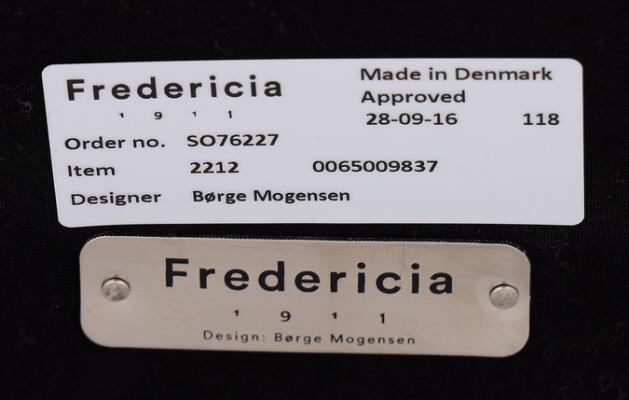 Fredericia
1 9 1 1
Made in Denmark
Approved
28-09-16 118
Order no. SO76227
Item 2212 0065009837
Designer Børge Mogensen
Fredericia
1 9 1 1
Design: Børge Mogensen